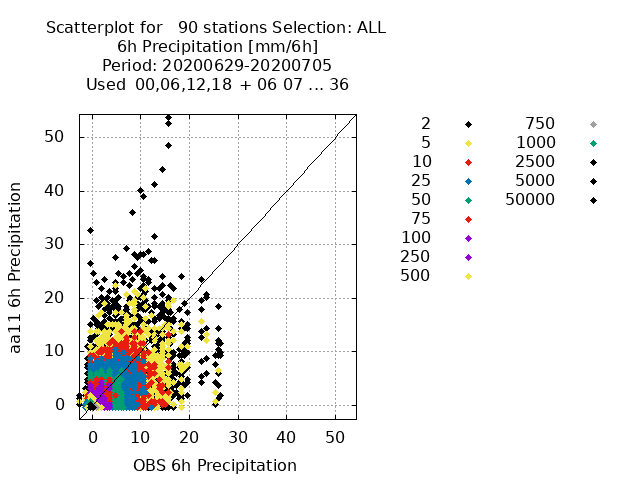 Scatterplot for 90 stations Selection: ALL
6h Precipitation [mm/6h]
Period: 20200629-20200705
Used 00,06,12,18 + 06 07 ... 36
aa11 6h Precipitation
50
40
30
20
10
0
0 10 20 30 40 50
OBS 6h Precipitation
2
5
10
25
50
75
100
250
500
750
1000
2500
5000
50000